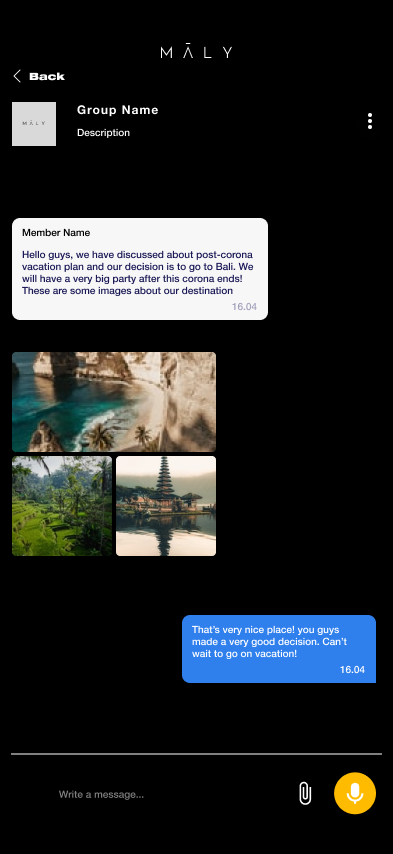 MĀLY
Back
MĀLY
Group Name
Description
Member Name
Hello guys, we have discussed about post-corona
vacation plan and our decision is to go to Bali. We
will have a very big party after this corona ends!
These are some images about our destination
16.04
That's very nice place! you guys
made a very good decision. Can't
wait to go on vacation!
16.04
Write a message...